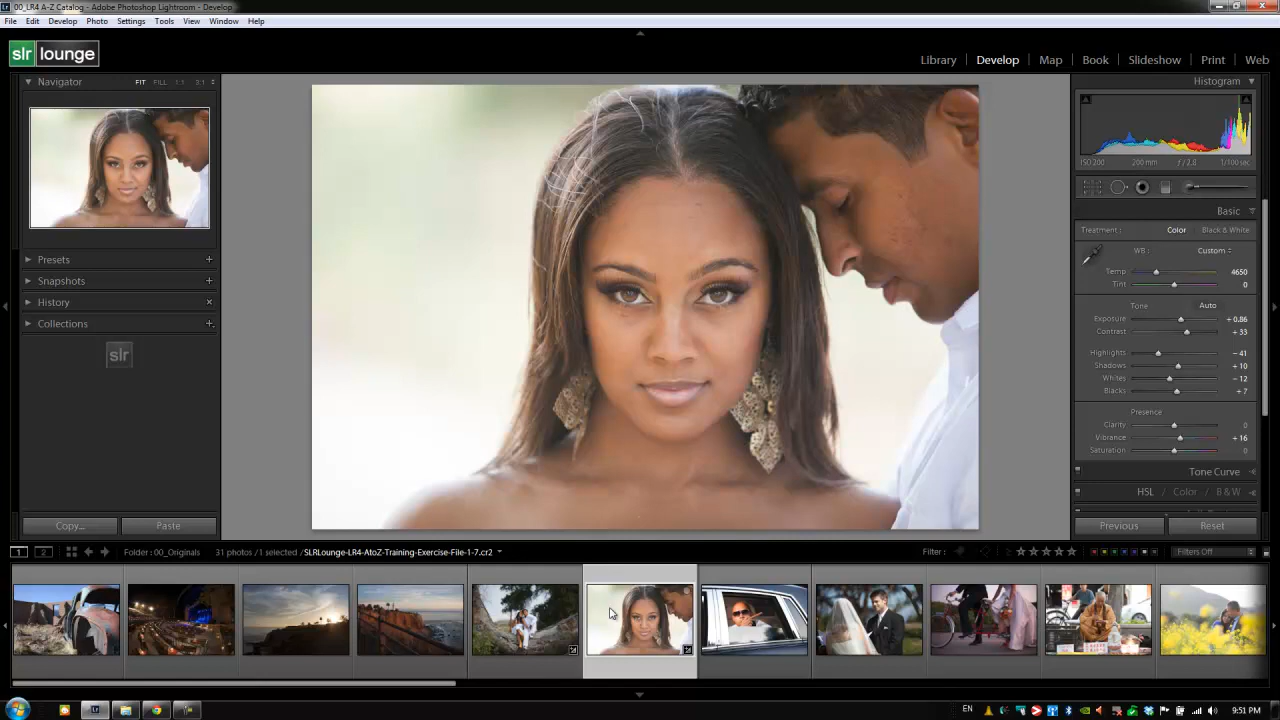 00_LR4 A-Z Catalog - Adobe Photoshop Lightroom - Develop
File Edit Develop Photo Settings Tools View Window Help
slr lounge
Library Develop Map Book Slideshow Print Web
Navigator FIT FILL 1:1 3:1
Histogram
ISO 200 200 mm f / 2.8 1/100 sec
Basic
Treatment : Color Black & White
WB : Custom
Temp 4650
Tint 0
Tone Auto
Exposure + 0.86
Contrast + 33
Highlights − 41
Shadows + 10
Whites − 12
Blacks + 7
Presence
Clarity 0
Vibrance + 16
Saturation 0
Tone Curve
HSL / Color / B & W
Previous Reset
Presets
Snapshots
History
Collections
slr
Copy... Paste
1 2 Folder : 00_Originals 31 photos /1 selected /SLRLounge-LR4-AtoZ-Training-Exercise-File-1-7.cr2 Filter : Filters Off
EN 9:51 PM